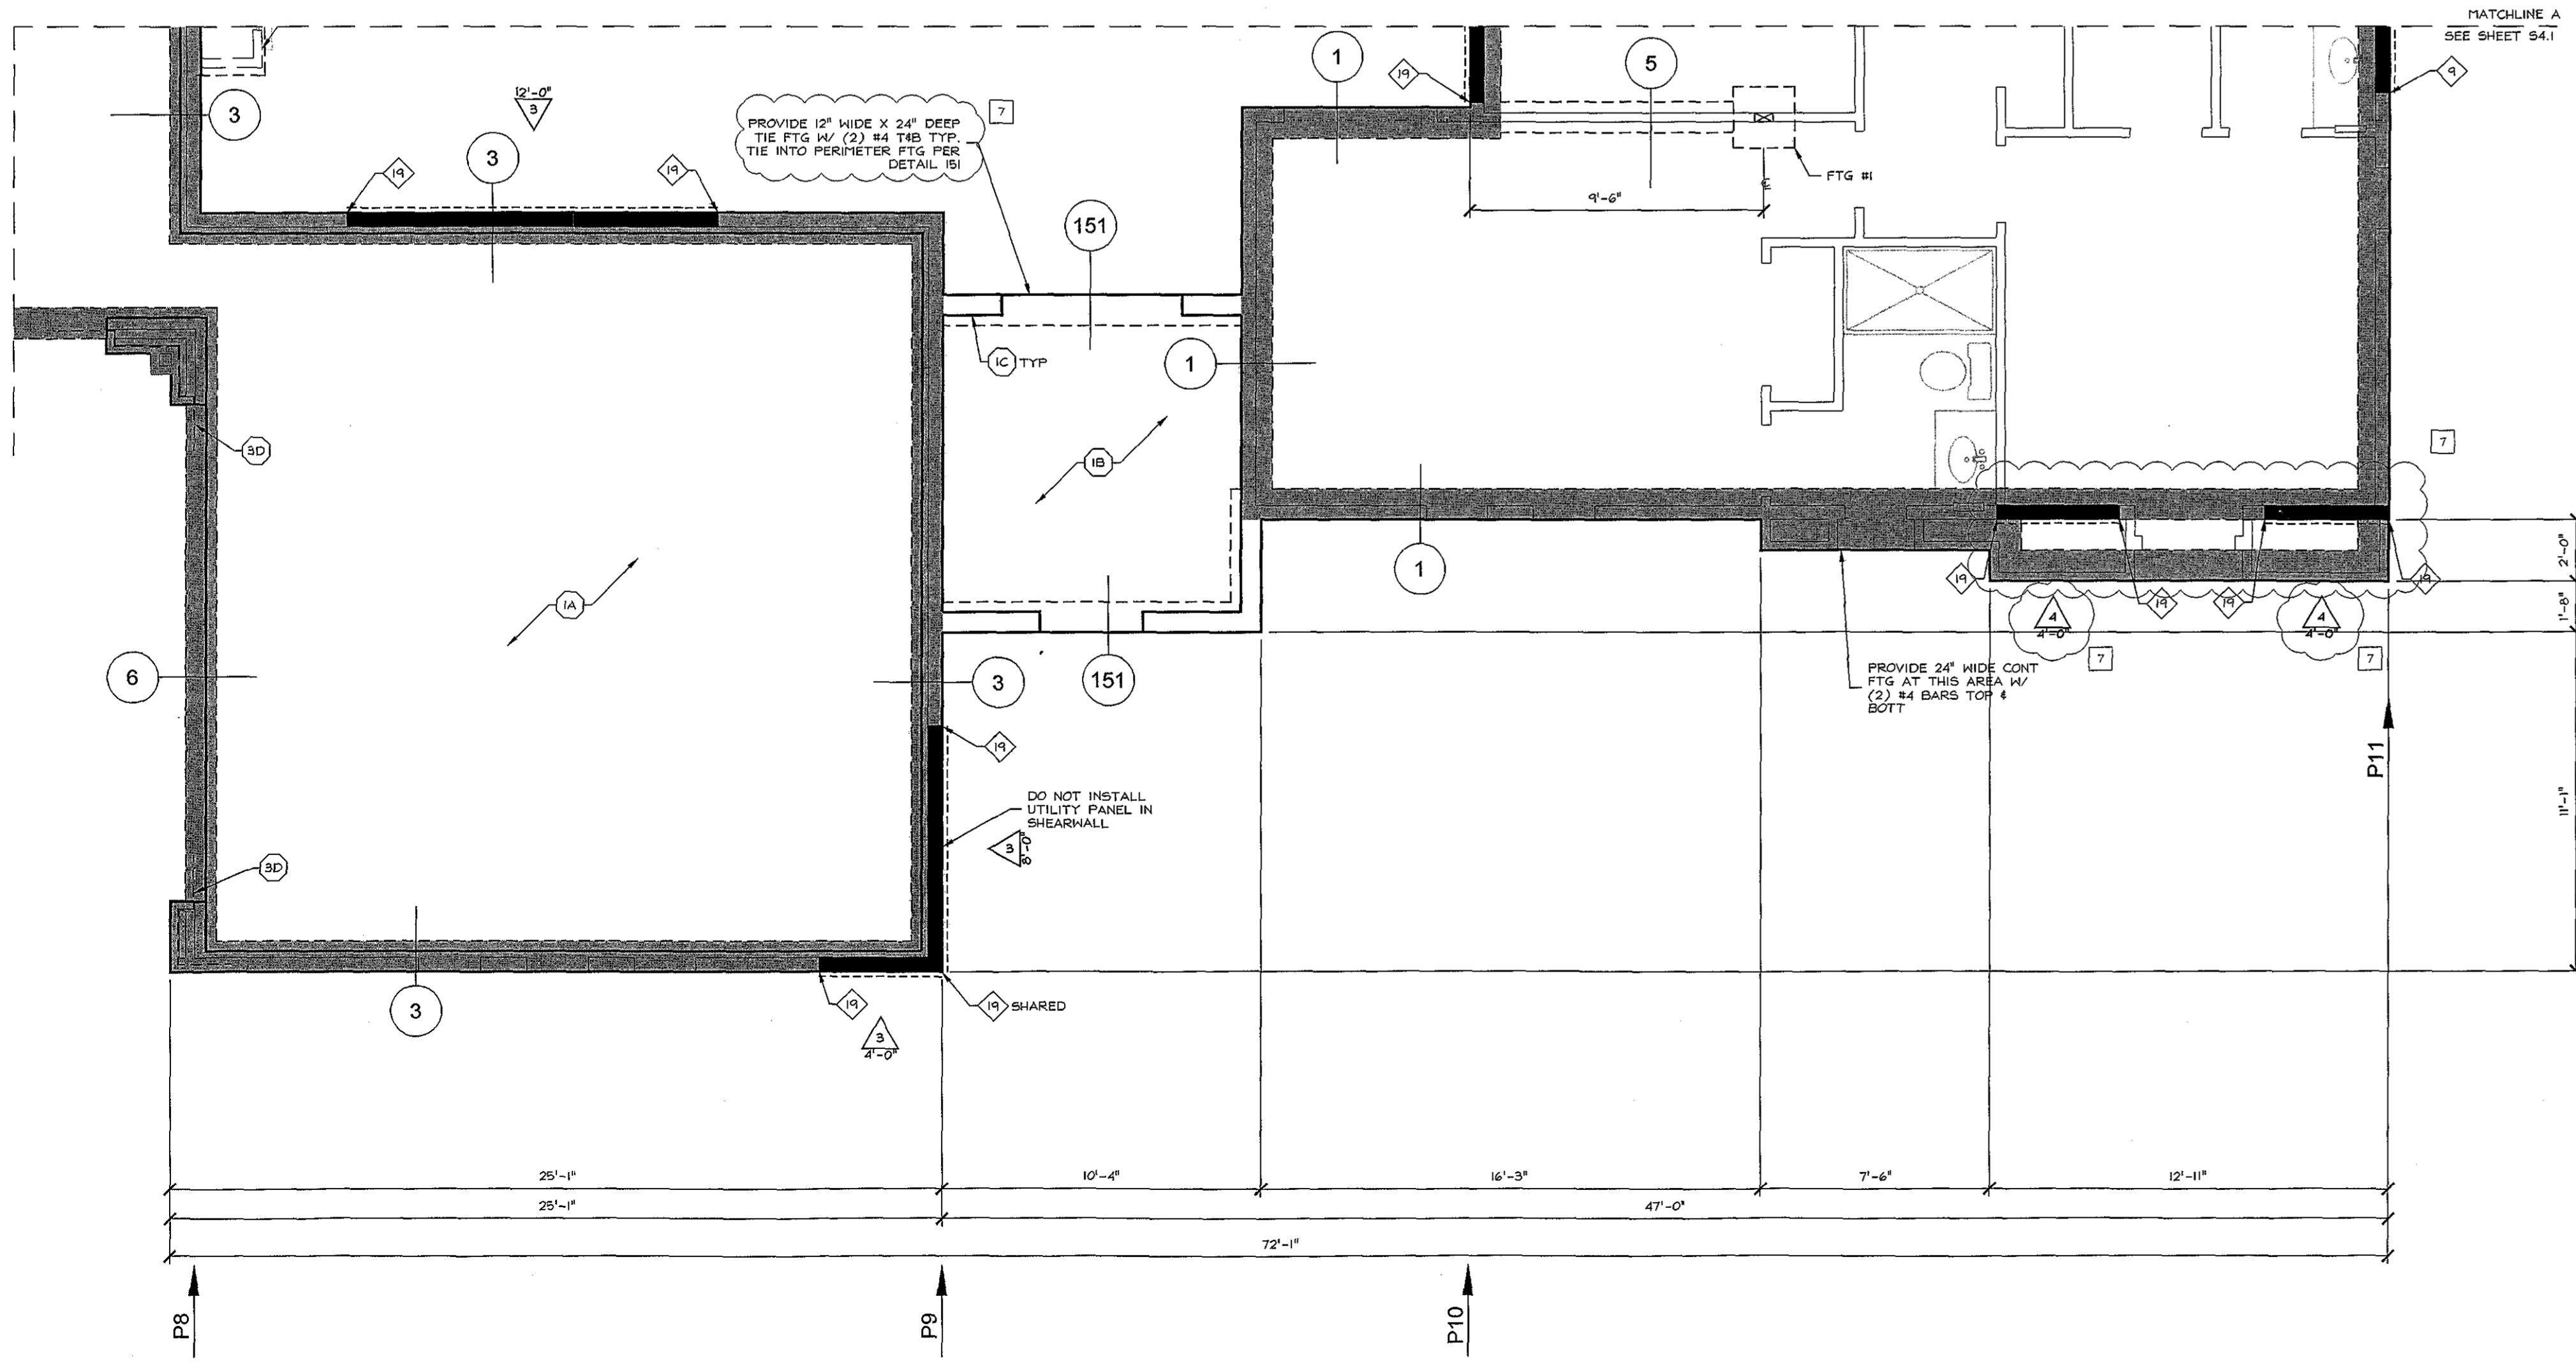 MATCHLINE A
SEE SHEET S4.1
1
5
19
9
3
12'-0"
3
3
19
19
PROVIDE 12" WIDE X 24" DEEP
TIE FTG W/ (2) #4 T&B TYP.
TIE INTO PERIMETER FTG PER
DETAIL 151
7
FTG #1
9'-6"
151
1C TYP
1
3D
1B
7
1
1A
2'-0"
19
19
19
19
4
4'-0"
4
4'-0"
1'-8"
7
7
6
3
151
PROVIDE 24" WIDE CONT
FTG AT THIS AREA W/
(2) #4 BARS TOP &
BOTT
19
P11
DO NOT INSTALL
UTILITY PANEL IN
SHEARWALL
3
8'-0"
11'-1"
3D
3
19
19 SHARED
3
4'-0"
25'-1"
10'-4"
16'-3"
7'-6"
12'-11"
25'-1"
47'-0"
72'-1"
P8
P9
P10